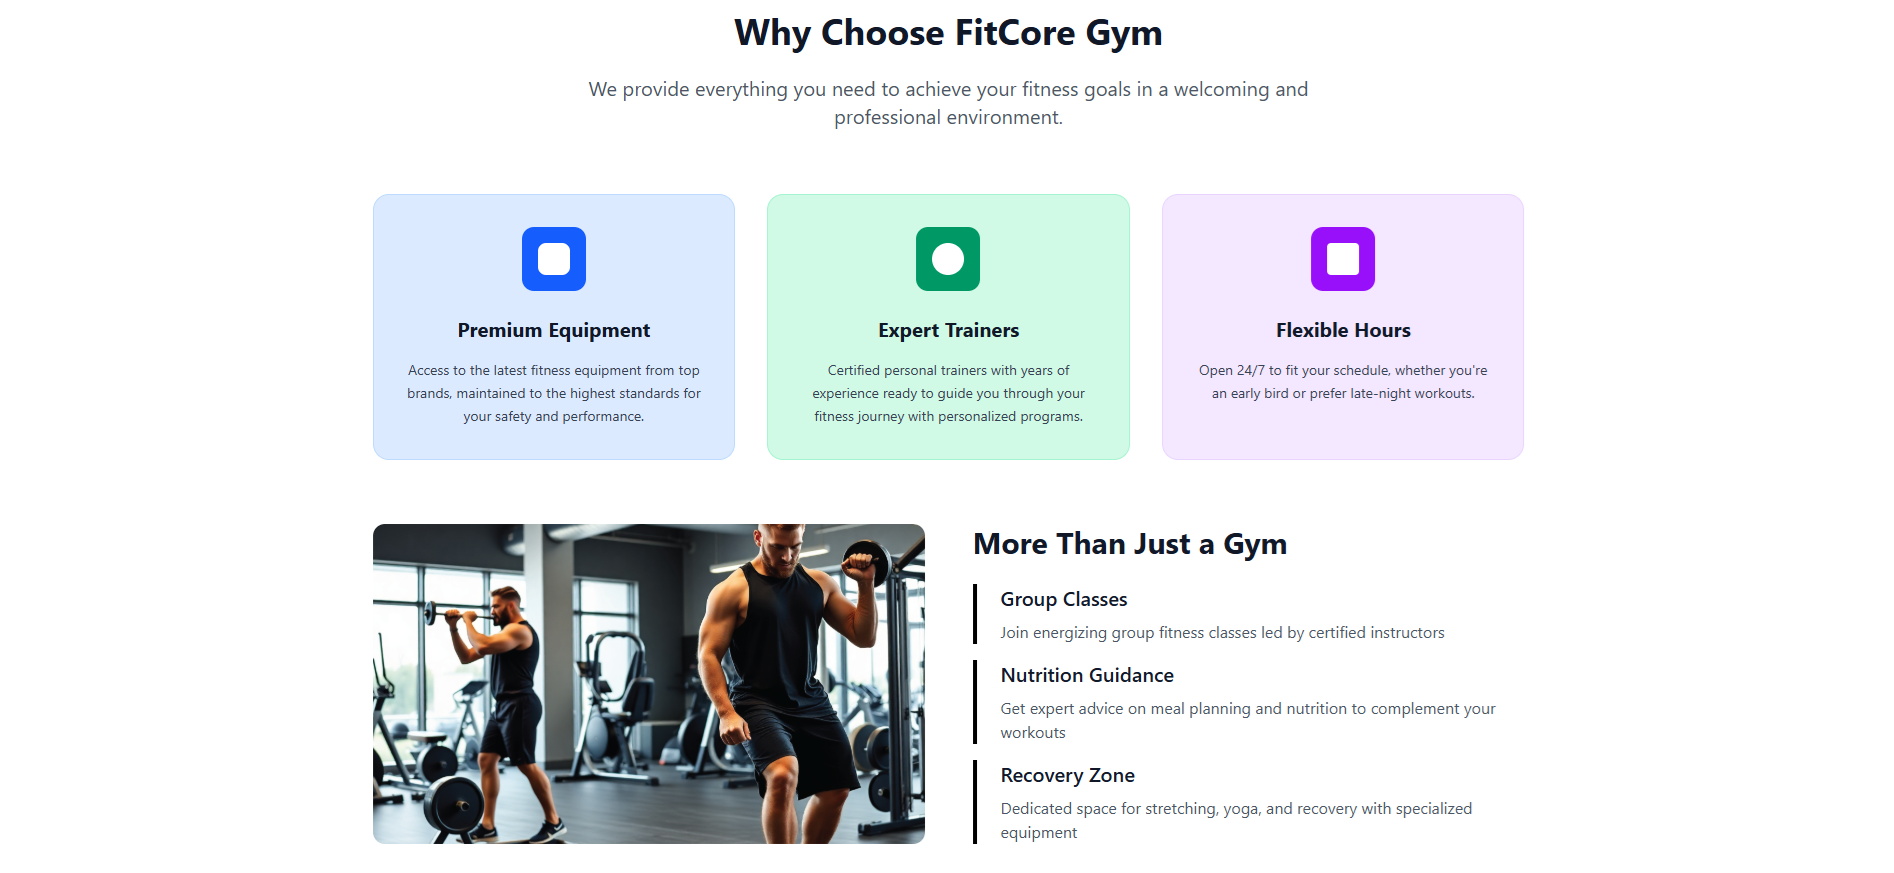 Why Choose FitCore Gym
We provide everything you need to achieve your fitness goals in a welcoming and
professional environment.
Premium Equipment
Access to the latest fitness equipment from top
brands, maintained to the highest standards for
your safety and performance.
Expert Trainers
Certified personal trainers with years of
experience ready to guide you through your
fitness journey with personalized programs.
Flexible Hours
Open 24/7 to fit your schedule, whether you're
an early bird or prefer late-night workouts.
More Than Just a Gym
Group Classes
Join energizing group fitness classes led by certified instructors
Nutrition Guidance
Get expert advice on meal planning and nutrition to complement your
workouts
Recovery Zone
Dedicated space for stretching, yoga, and recovery with specialized
equipment